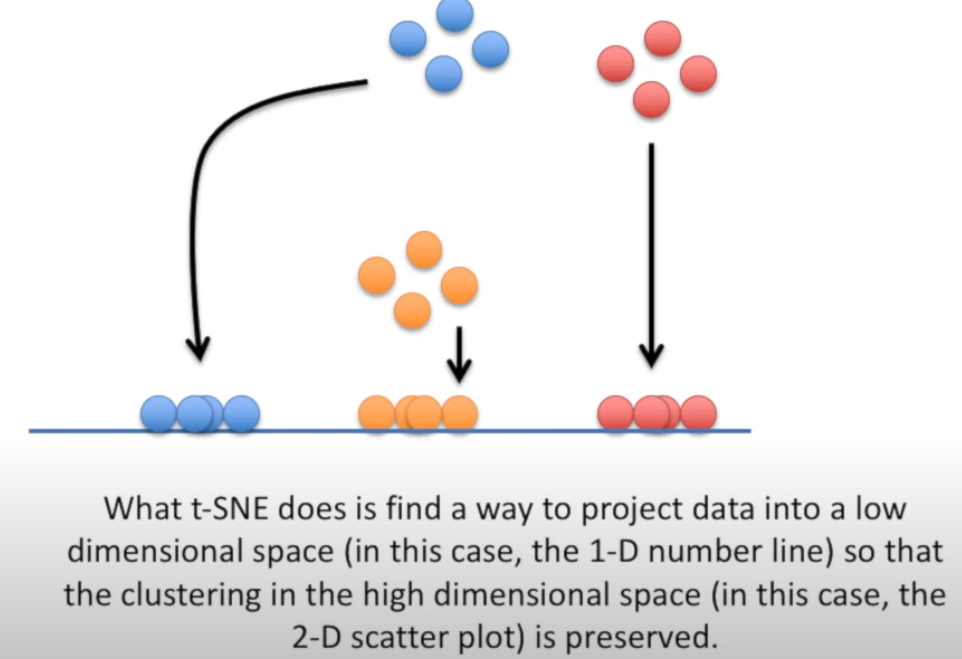 What t-SNE does is find a way to project data into a low
dimensional space (in this case, the 1-D number line) so that
the clustering in the high dimensional space (in this case, the
2-D scatter plot) is preserved.